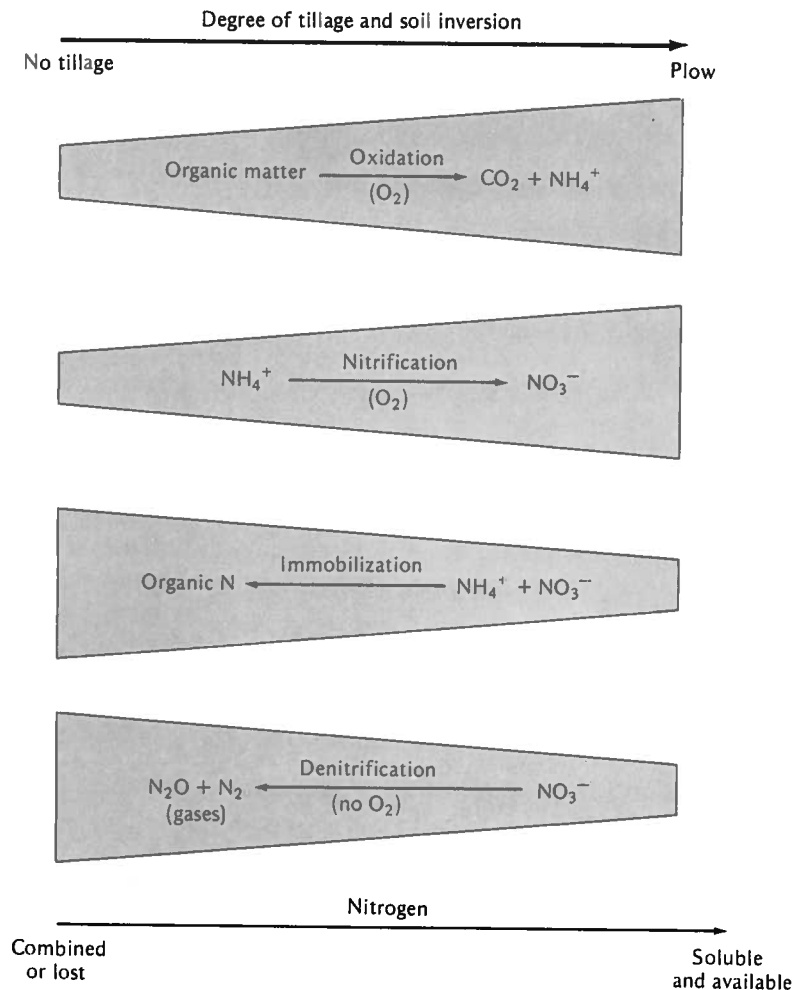 Degree of tillage and soil inversion
No tillage
Plow
Organic matter
Oxidation
(O₂)
CO₂ + NH₄⁺
NH₄⁺
Nitrification
(O₂)
NO₃⁻
Organic N
Immobilization
NH₄⁺ + NO₃⁻
N₂O + N₂
(gases)
Denitrification
(no O₂)
NO₃⁻
Nitrogen
Combined
or lost
Soluble
and available